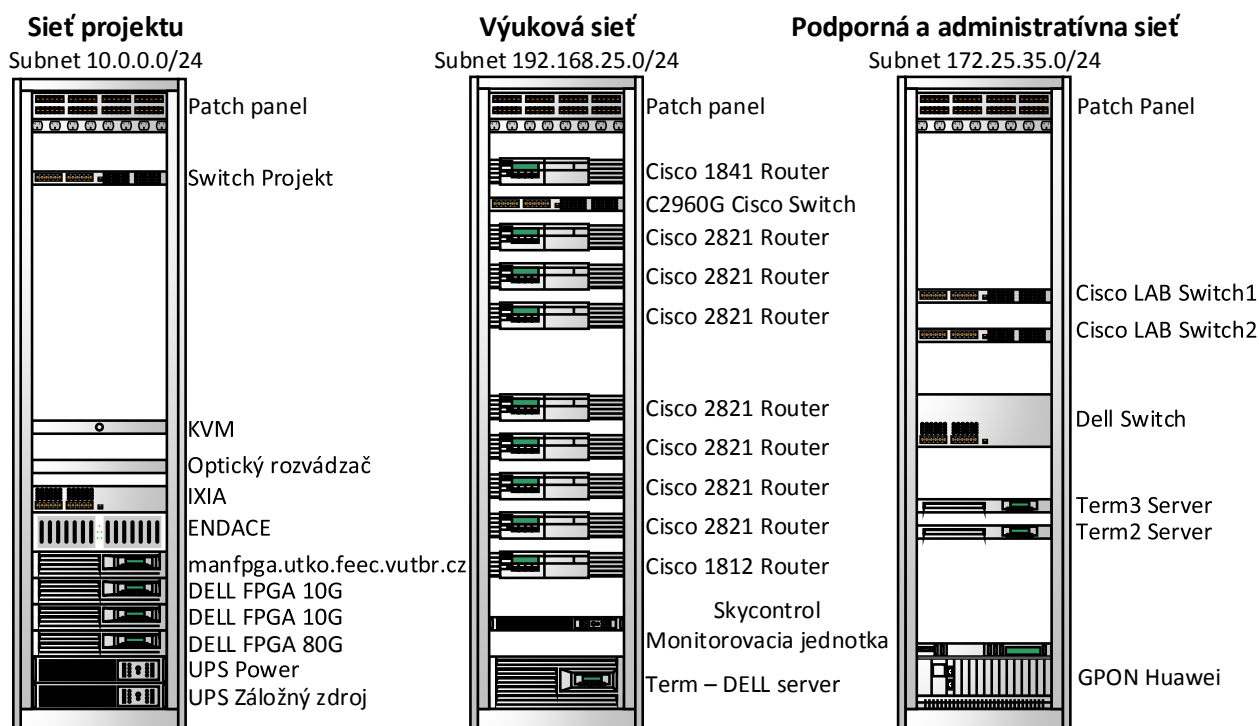 Sieť projektu
Subnet 10.0.0.0/24
Patch panel
Switch Projekt
KVM
Optický rozvádzač
IXIA
ENDACE
manfpga.utko.feec.vutbr.cz
DELL FPGA 10G
DELL FPGA 10G
DELL FPGA 80G
UPS Power
UPS Záložný zdroj
Výuková sieť
Subnet 192.168.25.0/24
Patch panel
Cisco 1841 Router
C2960G Cisco Switch
Cisco 2821 Router
Cisco 2821 Router
Cisco 2821 Router
Cisco 2821 Router
Cisco 2821 Router
Cisco 2821 Router
Cisco 2821 Router
Cisco 1812 Router
Skycontrol
Monitorovacia jednotka
Term – DELL server
Podporná a administratívna sieť
Subnet 172.25.35.0/24
Patch Panel
Cisco LAB Switch1
Cisco LAB Switch2
Dell Switch
Term3 Server
Term2 Server
GPON Huawei